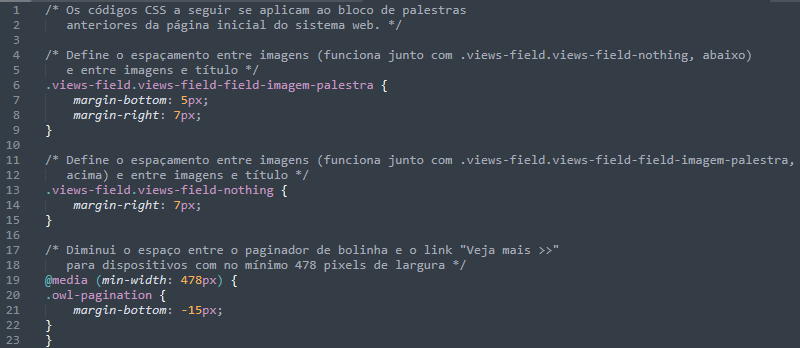 1 /* Os códigos CSS a seguir se aplicam ao bloco de palestras
2 anteriores da página inicial do sistema web. */
3
4 /* Define o espaçamento entre imagens (funciona junto com .views-field.views-field-nothing, abaixo)
5 e entre imagens e título */
6 .views-field.views-field-field-imagem-palestra {
7 margin-bottom: 5px;
8 margin-right: 7px;
9 }
10
11 /* Define o espaçamento entre imagens (funciona junto com .views-field.views-field-field-imagem-palestra,
12 acima) e entre imagens e título */
13 .views-field.views-field-nothing {
14 margin-right: 7px;
15 }
16
17 /* Diminui o espaço entre o paginador de bolinha e o link "Veja mais >>"
18 para dispositivos com no mínimo 478 pixels de largura */
19 @media (min-width: 478px) {
20 .owl-pagination {
21 margin-bottom: -15px;
22 }
23 }